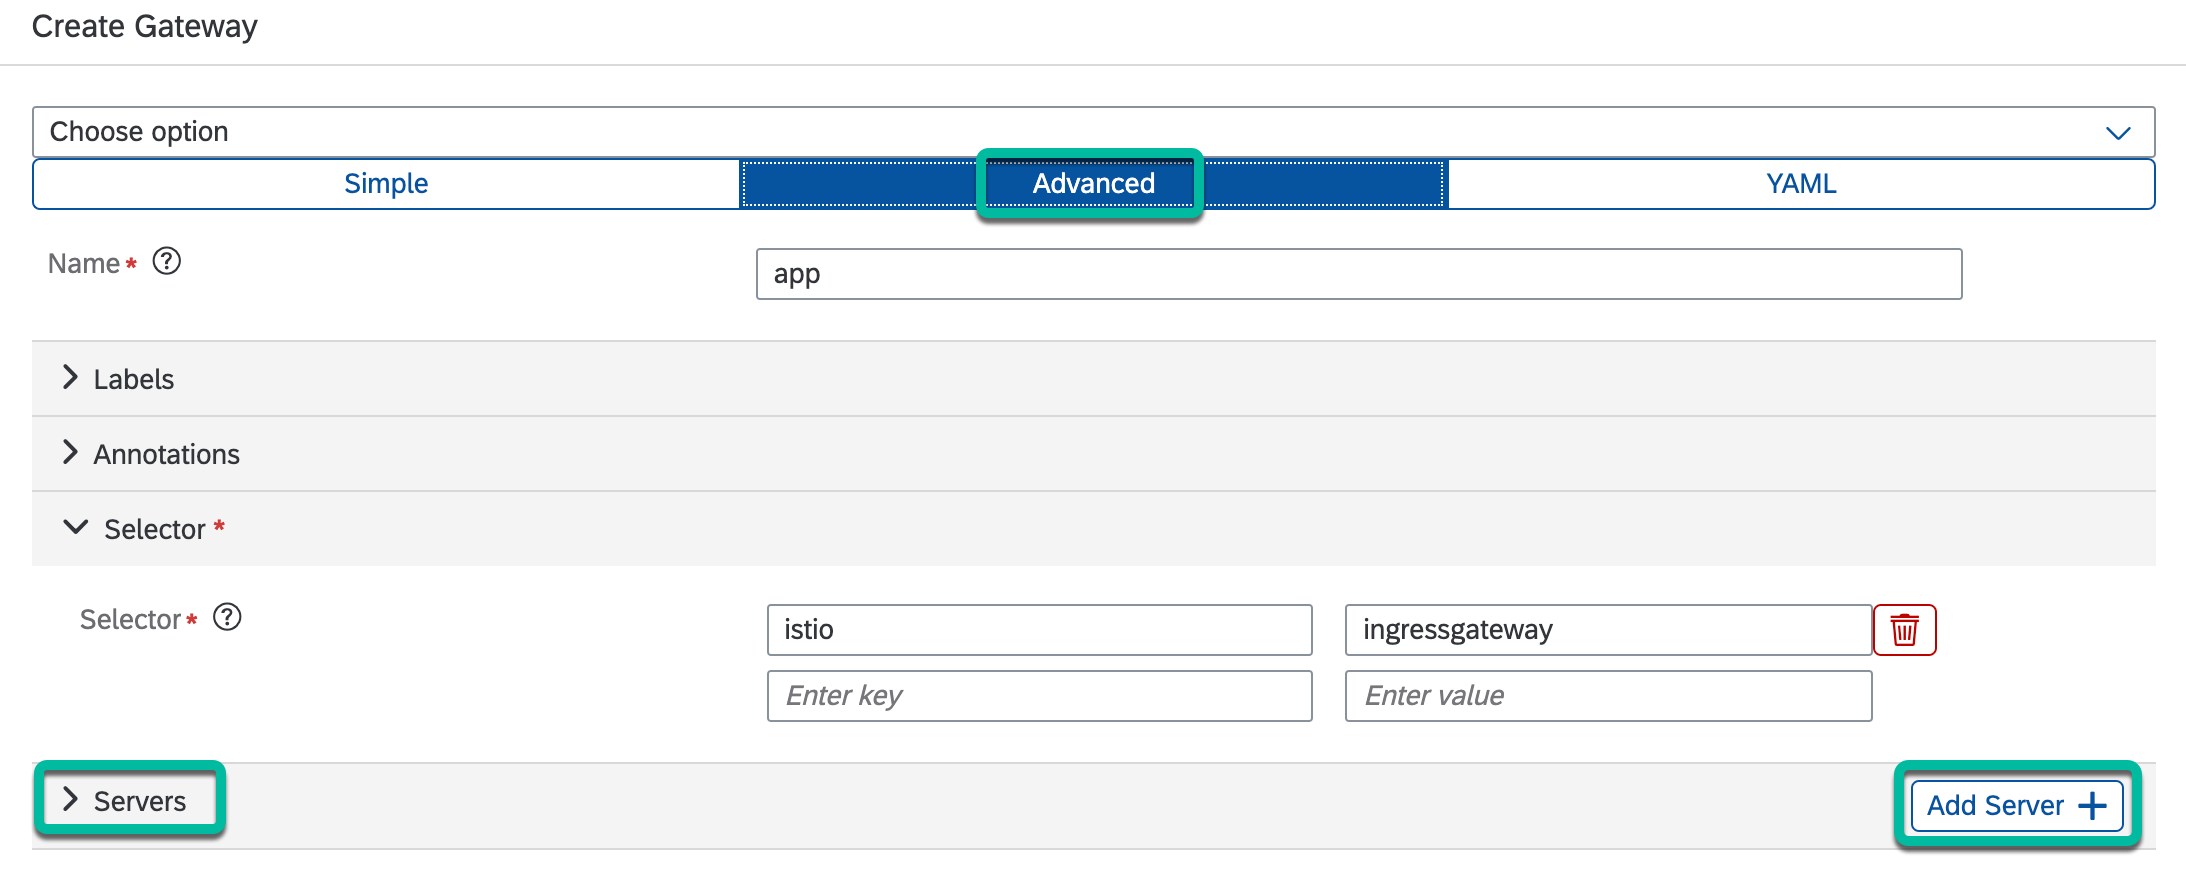 Create Gateway
Choose option
Simple Advanced YAML
Name * ?
app
Labels
Annotations
Selector *
Selector * ?
istio ingressgateway
Enter key Enter value
Servers Add Server +